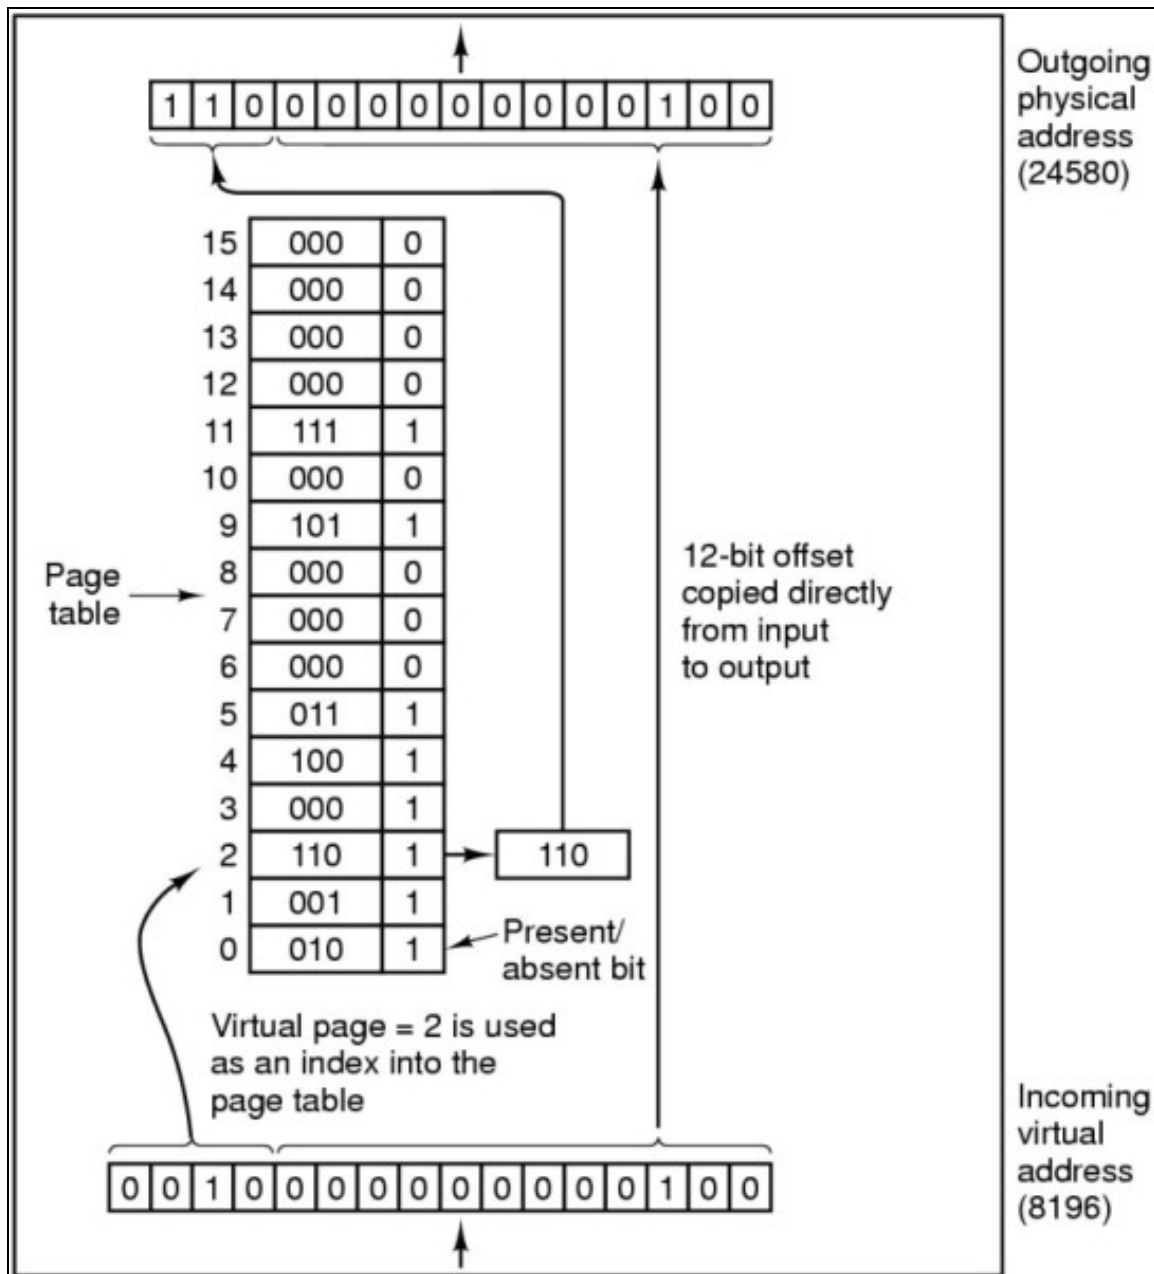 1 1 0 0 0 0 0 0 0 0 0 0 1 0 0
Outgoing
physical
address
(24580)
15 000 0
14 000 0
13 000 0
12 000 0
11 111 1
10 000 0
9 101 1
8 000 0
7 000 0
6 000 0
5 011 1
4 100 1
3 000 1
2 110 1 110
1 001 1
0 010 1
Page
table
12-bit offset
copied directly
from input
to output
Present/
absent bit
Virtual page = 2 is used
as an index into the
page table
0 0 1 0 0 0 0 0 0 0 0 0 0 1 0 0
Incoming
virtual
address
(8196)